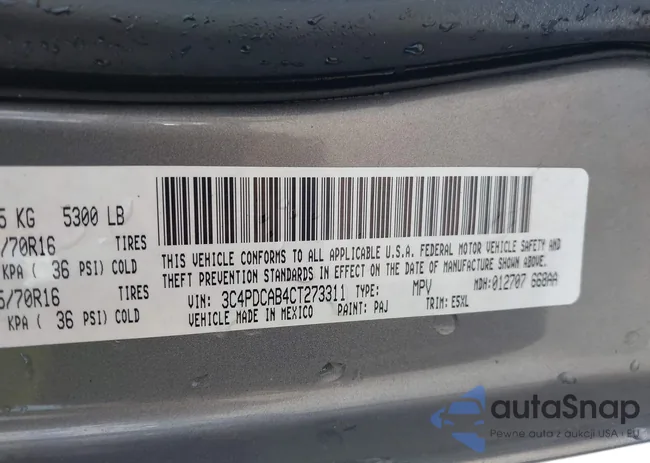 5 KG 5300 LB
/70R16 TIRES
KPA ( 36 PSI) COLD
5/70R16 TIRES
KPA ( 36 PSI) COLD
THIS VEHICLE CONFORMS TO ALL APPLICABLE U.S.A. FEDERAL MOTOR VEHICLE SAFETY AND
THEFT PREVENTION STANDARDS IN EFFECT ON THE DATE OF MANUFACTURE SHOWN ABOVE.
VIN: 3C4PDCAB4CT273311 TYPE: MPV MDH: 012707 668AA
VEHICLE MADE IN MEXICO PAINT: PAJ TRIM: E5XL
autaSnap
Pewne auta z aukcji USA i EU